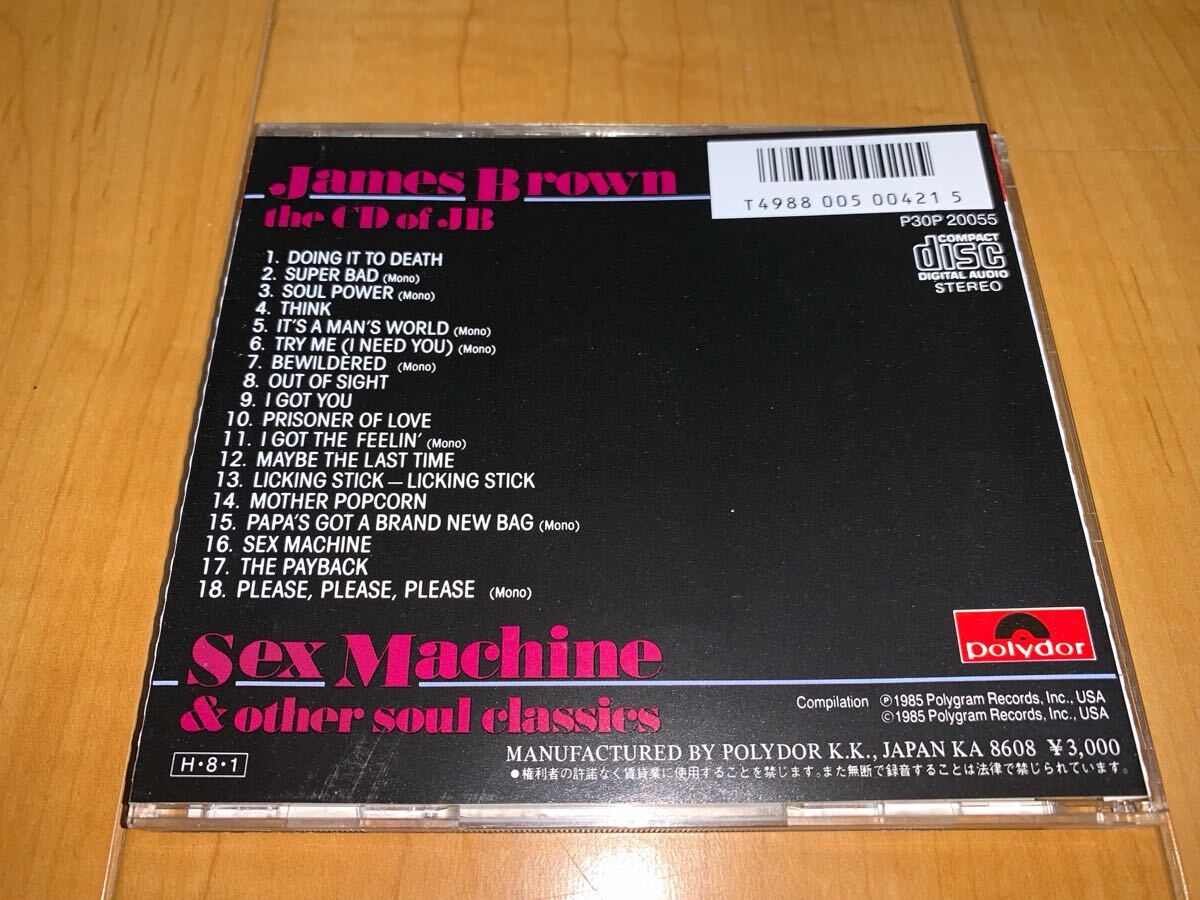 James Brown
the CD of JB
T4988 005 00421 5
P30P 20055
COMPACT
disc
DIGITAL AUDIO
STEREO
1. DOING IT TO DEATH
2. SUPER BAD (Mono)
3. SOUL POWER (Mono)
4. THINK
5. IT'S A MAN'S WORLD (Mono)
6. TRY ME (I NEED YOU) (Mono)
7. BEWILDERED (Mono)
8. OUT OF SIGHT
9. I GOT YOU
10. PRISONER OF LOVE
11. I GOT THE FEELIN' (Mono)
12. MAYBE THE LAST TIME
13. LICKING STICK – LICKING STICK
14. MOTHER POPCORN
15. PAPA'S GOT A BRAND NEW BAG (Mono)
16. SEX MACHINE
17. THE PAYBACK
18. PLEASE, PLEASE, PLEASE (Mono)
Sex Machine
& other soul classics
polydor
Compilation ℗1985 Polygram Records, Inc., USA
©1985 Polygram Records, Inc., USA
MANUFACTURED BY POLYDOR K.K., JAPAN KA 8608 ¥3,000
H・8・1
●権利者の許諾なく賃貸業に使用することを禁じます。また無断で録音することは法律で禁じられています。